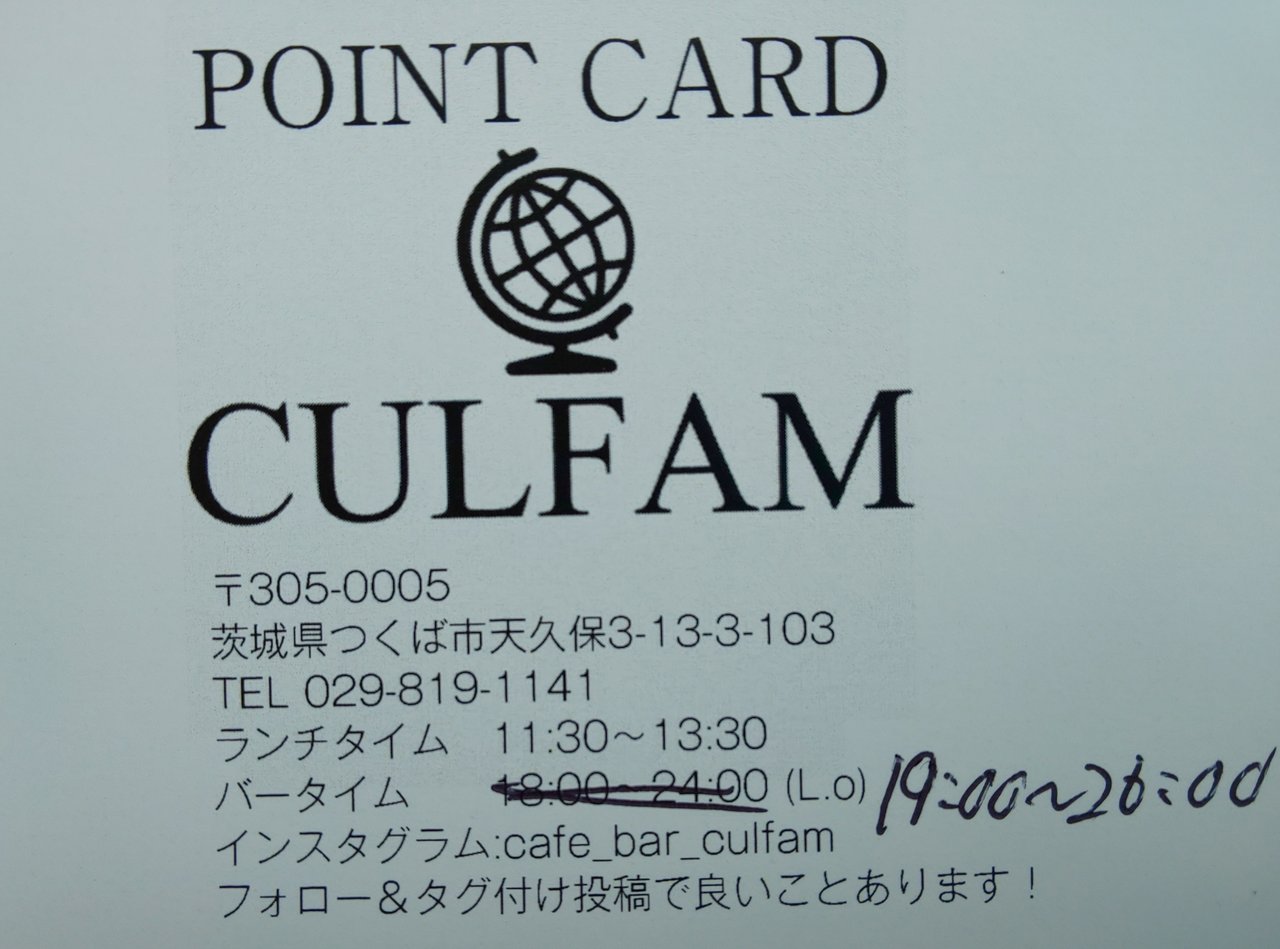 POINT CARD
CULFAM
〒305-0005
茨城県つくば市天久保3-13-3-103
TEL 029-819-1141
ランチタイム 11:30～13:30
バータイム 18:00～24:00 (L.o) 19:00～26:00
インスタグラム:cafe_bar_culfam
フォロー＆タグ付け投稿で良いことあります！